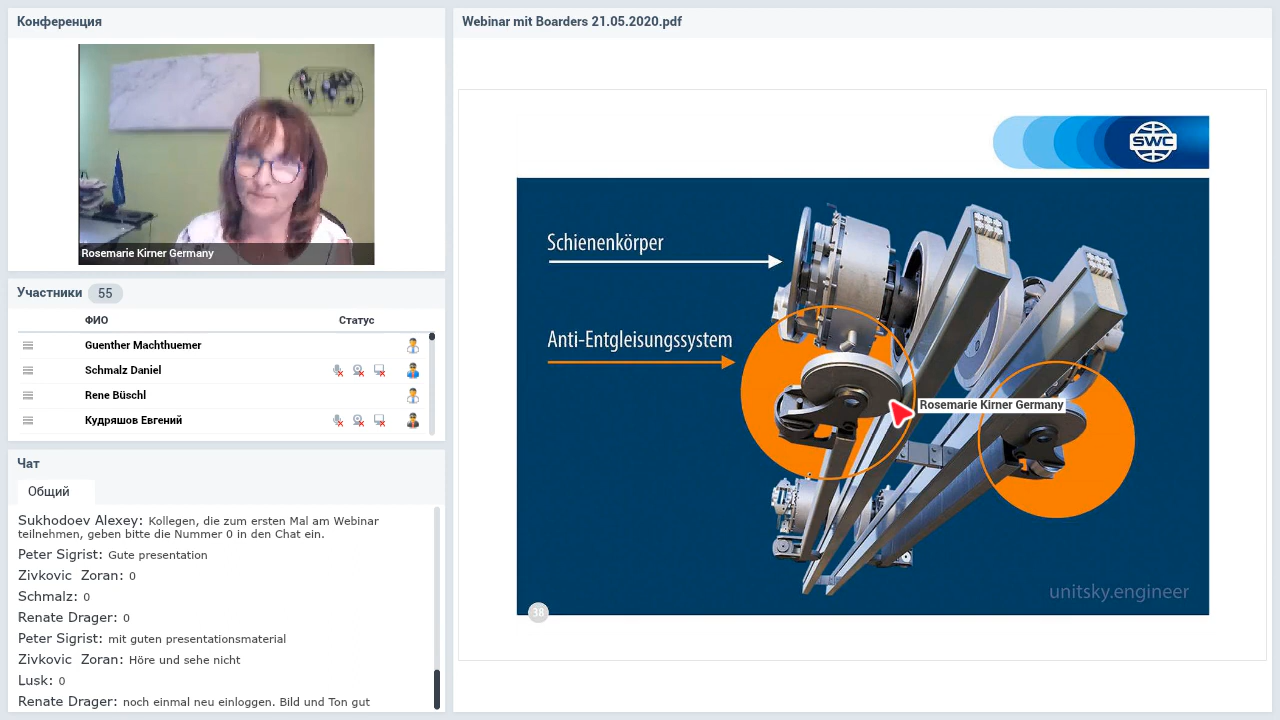 Конференция
Rosemarie Kirner Germany
Участники 55
ФИО Статус
Guenther Machthuemer
Schmalz Daniel
Rene Büschl
Кудряшов Евгений
Чат
Общий
Sukhodoev Alexey: Kollegen, die zum ersten Mal am Webinar
teilnehmen, geben bitte die Nummer 0 in den Chat ein.
Peter Sigrist: Gute presentation
Zivkovic Zoran: 0
Schmalz: 0
Renate Drager: 0
Peter Sigrist: mit guten presentationsmaterial
Zivkovic Zoran: Höre und sehe nicht
Lusk: 0
Renate Drager: noch einmal neu einloggen. Bild und Ton gut
Webinar mit Boarders 21.05.2020.pdf
SWC
Schienenkörper
Anti-Entgleisungssystem
Rosemarie Kirner Germany
unitsky.engineer
38